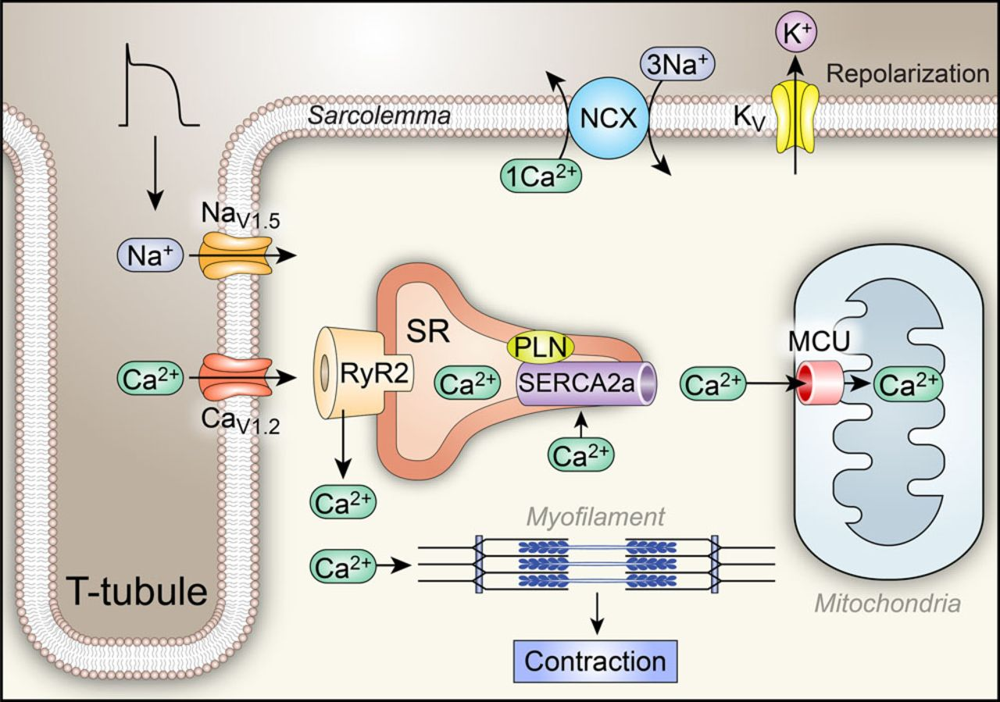 K⁺
3Na⁺
Repolarization
Sarcolemma
NCX
Kᵥ
1Ca²⁺
NaV1.5
Na⁺
SR
PLN
MCU
Ca²⁺
RyR2
Ca²⁺
SERCA2a
Ca²⁺
Ca²⁺
CaV1.2
Ca²⁺
Ca²⁺
Myofilament
Ca²⁺
T-tubule
Mitochondria
Contraction